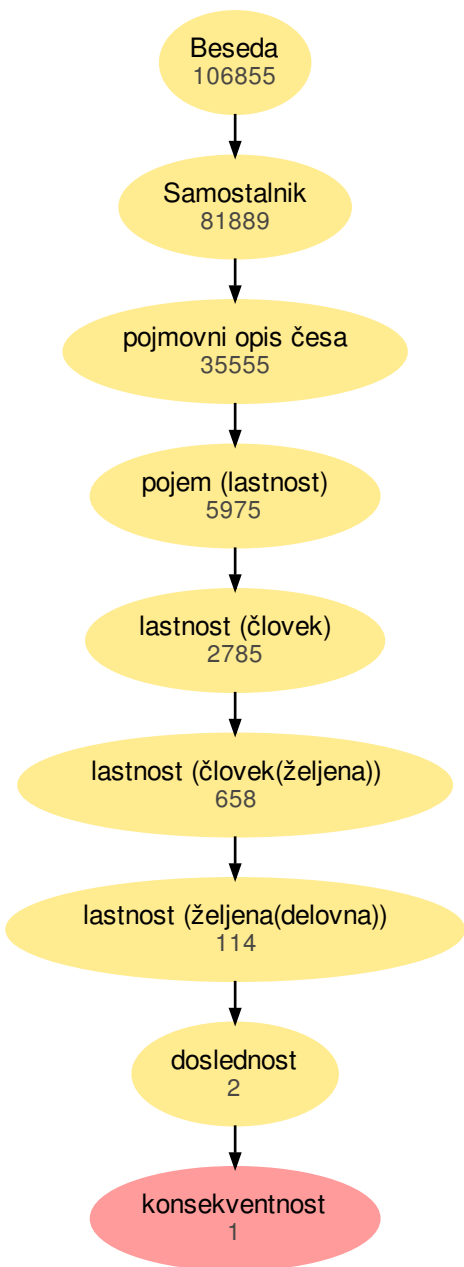 Beseda
106855
Samostalnik
81889
pojmovni opis česa
35555
pojem (lastnost)
5975
lastnost (človek)
2785
lastnost (človek(željena))
658
lastnost (željena(delovna))
114
doslednost
2
konsekventnost
1